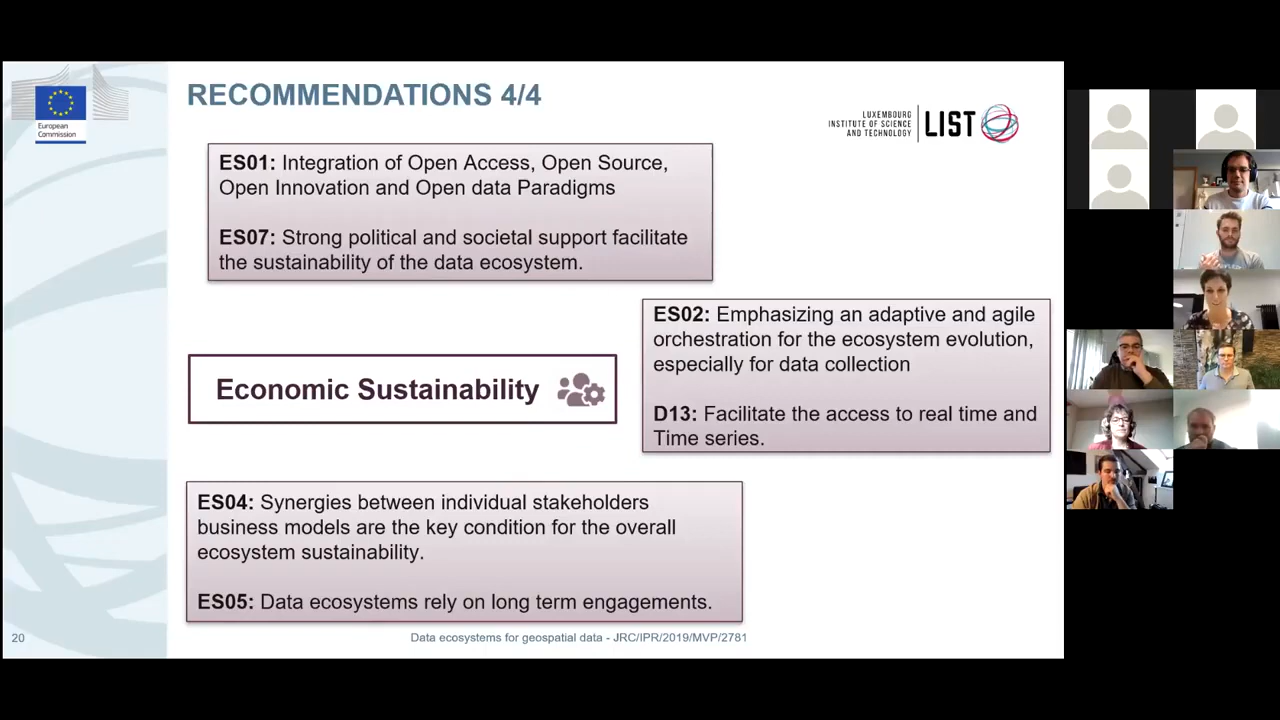 RECOMMENDATIONS 4/4
European
Commission
LUXEMBOURG
INSTITUTE OF SCIENCE
AND TECHNOLOGY
LIST
ES01: Integration of Open Access, Open Source,
Open Innovation and Open data Paradigms
ES07: Strong political and societal support facilitate
the sustainability of the data ecosystem.
ES02: Emphasizing an adaptive and agile
orchestration for the ecosystem evolution,
especially for data collection
D13: Facilitate the access to real time and
Time series.
Economic Sustainability
ES04: Synergies between individual stakeholders
business models are the key condition for the overall
ecosystem sustainability.
ES05: Data ecosystems rely on long term engagements.
20
Data ecosystems for geospatial data - JRC/IPR/2019/MVP/2781